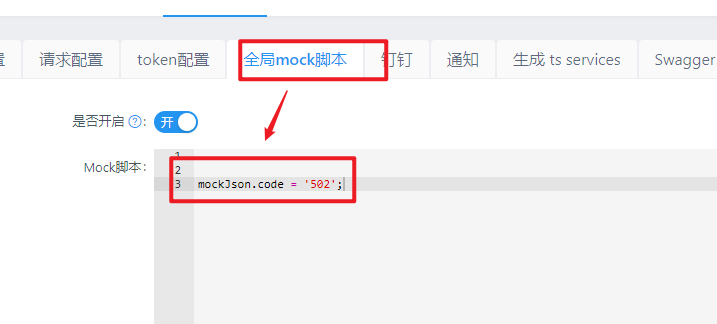 置 请求配置 token配置 全局mock脚本 钉钉 通知 生成 ts services Swagger
是否开启 ?: 开
Mock脚本:
1
2
3 mockJson.code = '502';